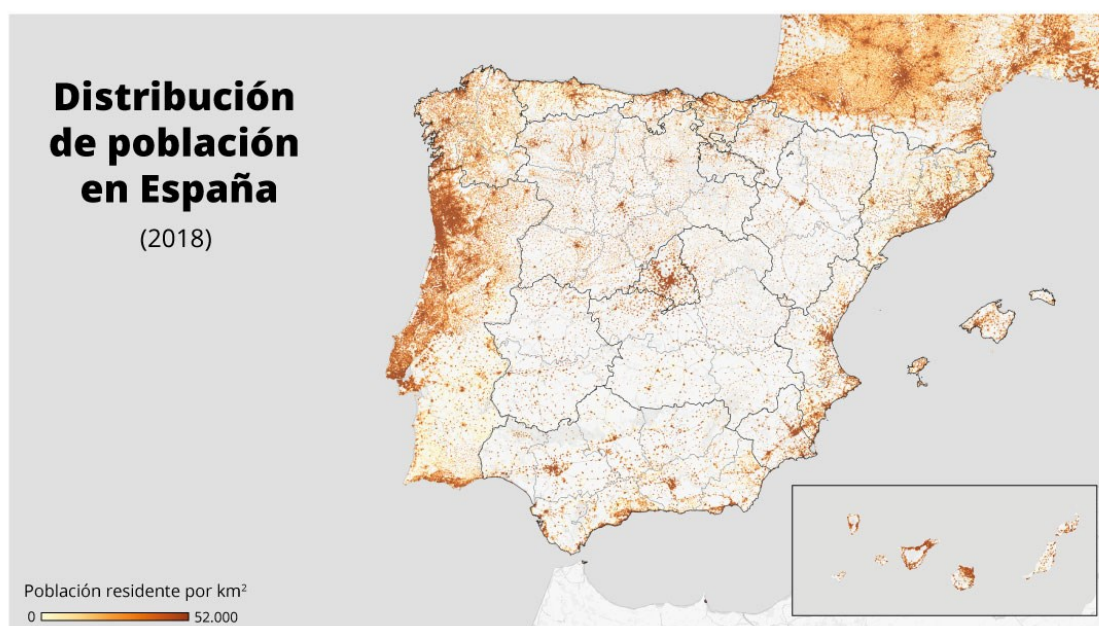 Distribución
de población
en España
(2018)
Población residente por km²
0 52.000